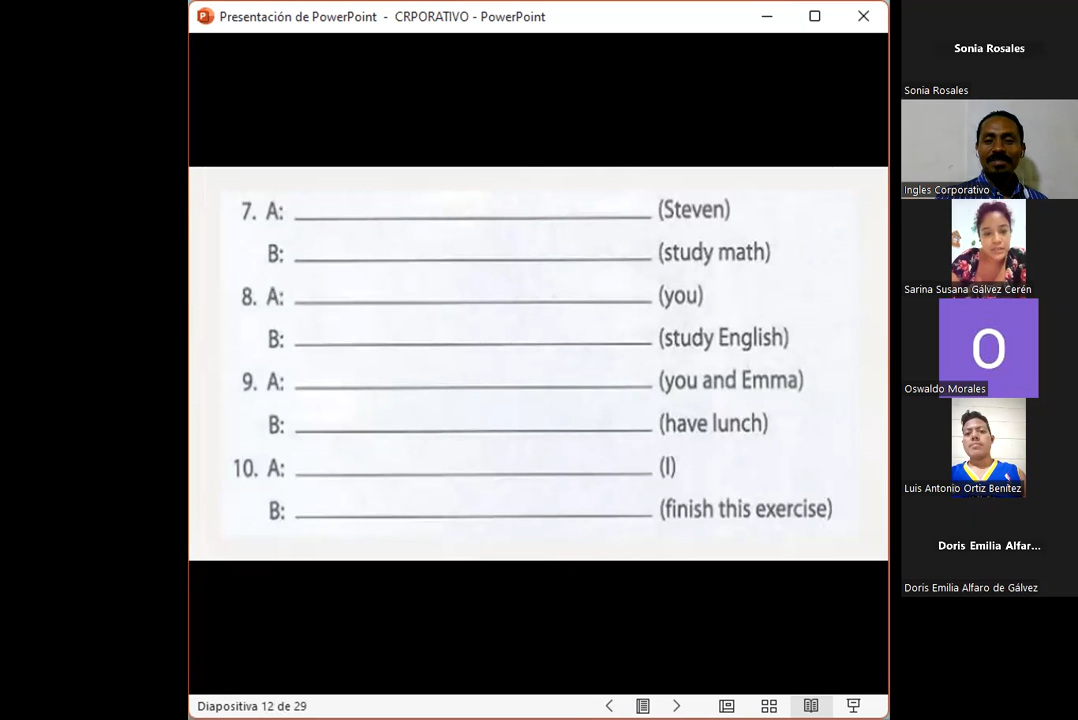 Presentación de PowerPoint - CRPORATIVO - PowerPoint
7. A: (Steven)
B: (study math)
8. A: (you)
B: (study English)
9. A: (you and Emma)
B: (have lunch)
10. A: (I)
B: (finish this exercise)
Diapositiva 12 de 29
Sonia Rosales
Sonia Rosales
Ingles Corporativo
Sarina Susana Gálvez Cerén
O
Oswaldo Morales
Luis Antonio Ortiz Benítez
Doris Emilia Alfar...
Doris Emilia Alfaro de Gálvez